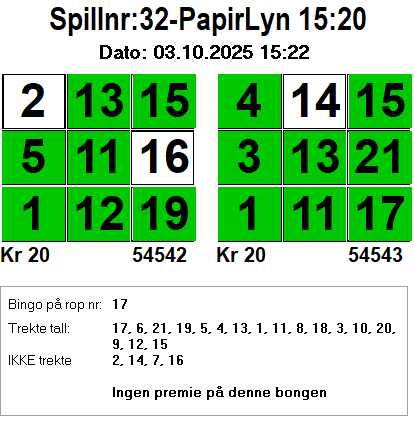 Spillnr:32-PapirLyn 15:20
Dato: 03.10.2025 15:22
2 13 15 4 14 15
5 11 16 3 13 21
1 12 19 1 11 17
Kr 20 54542 Kr 20 54543
Bingo på rop nr: 17
Trekte tall: 17, 6, 21, 19, 5, 4, 13, 1, 11, 8, 18, 3, 10, 20,
9, 12, 15
IKKE trekte 2, 14, 7, 16
Ingen premie på denne bongen